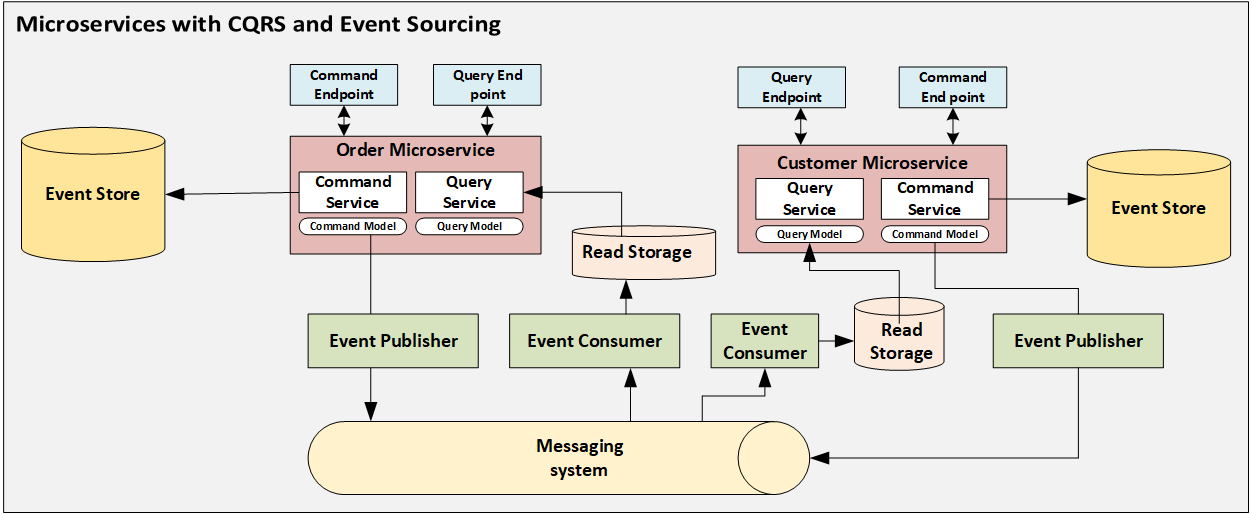 Microservices with CQRS and Event Sourcing
Command
Endpoint
Query End
point
Query
Endpoint
Command
End point
Event Store
Order Microservice
Command
Service
Command Model
Query
Service
Query Model
Customer Microservice
Query
Service
Query Model
Command
Service
Command Model
Event Store
Read Storage
Event Publisher
Event Consumer
Event
Consumer
Read
Storage
Event Publisher
Messaging
system